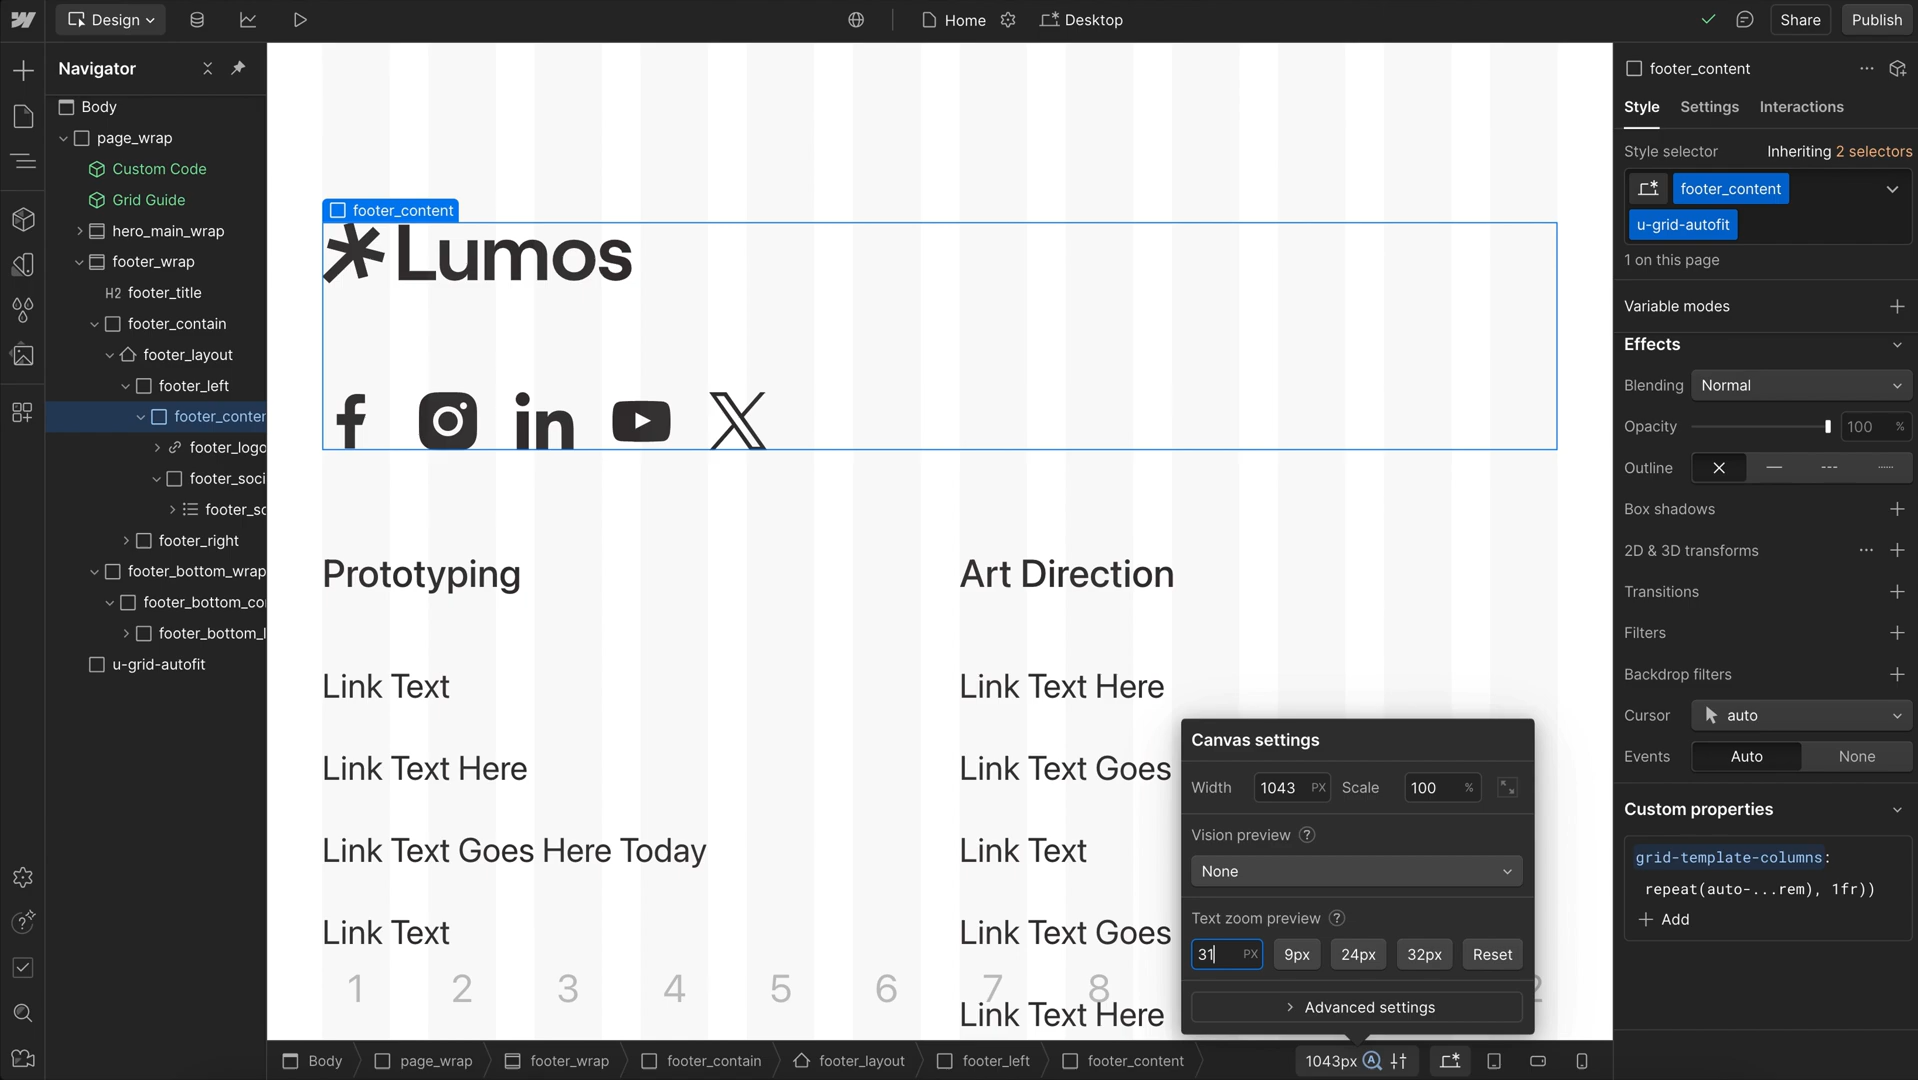 Design
Home
Desktop
Share
Publish
Navigator
Body
page_wrap
Custom Code
Grid Guide
hero_main_wrap
footer_wrap
H2 footer_title
footer_contain
footer_layout
footer_left
footer_conter
footer_logo
footer_soci
footer_sc
footer_right
footer_bottom_wrap
footer_bottom_co
footer_bottom_l
u-grid-autofit
footer_content
Lumos
Prototyping
Link Text
Link Text Here
Link Text Goes Here Today
Link Text
Art Direction
Link Text Here
Link Text Goes
Link Text
Link Text Goes
Link Text Here
1 2 3 4 5 6 7 8 2
Canvas settings
Width 1043 PX Scale 100 %
Vision preview ?
None
Text zoom preview ?
31 PX 9px 24px 32px Reset
Advanced settings
Body page_wrap footer_wrap footer_contain footer_layout footer_left footer_content
1043px
footer_content
Style Settings Interactions
Style selector Inheriting 2 selectors
footer_content
u-grid-autofit
1 on this page
Variable modes
Effects
Blending Normal
Opacity 100 %
Outline
Box shadows
2D & 3D transforms
Transitions
Filters
Backdrop filters
Cursor auto
Events Auto None
Custom properties
grid-template-columns:
repeat(auto-...rem), 1fr))
Add